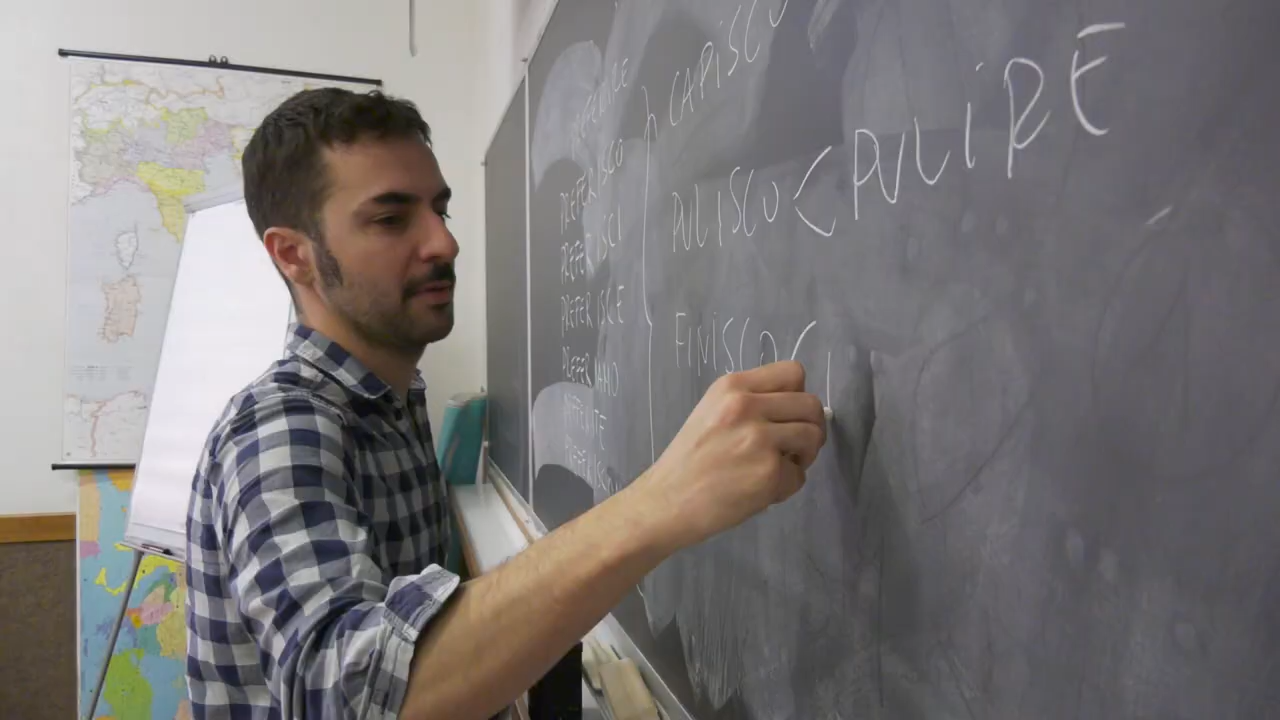 PREFERIRE
PREFERISCO
PREFERISCI
PREFERISCE
PREFERIAMO
PREFERITE
PREFERISCONO
CAPISCO
PULISCO < PULIRE
FINISCO <